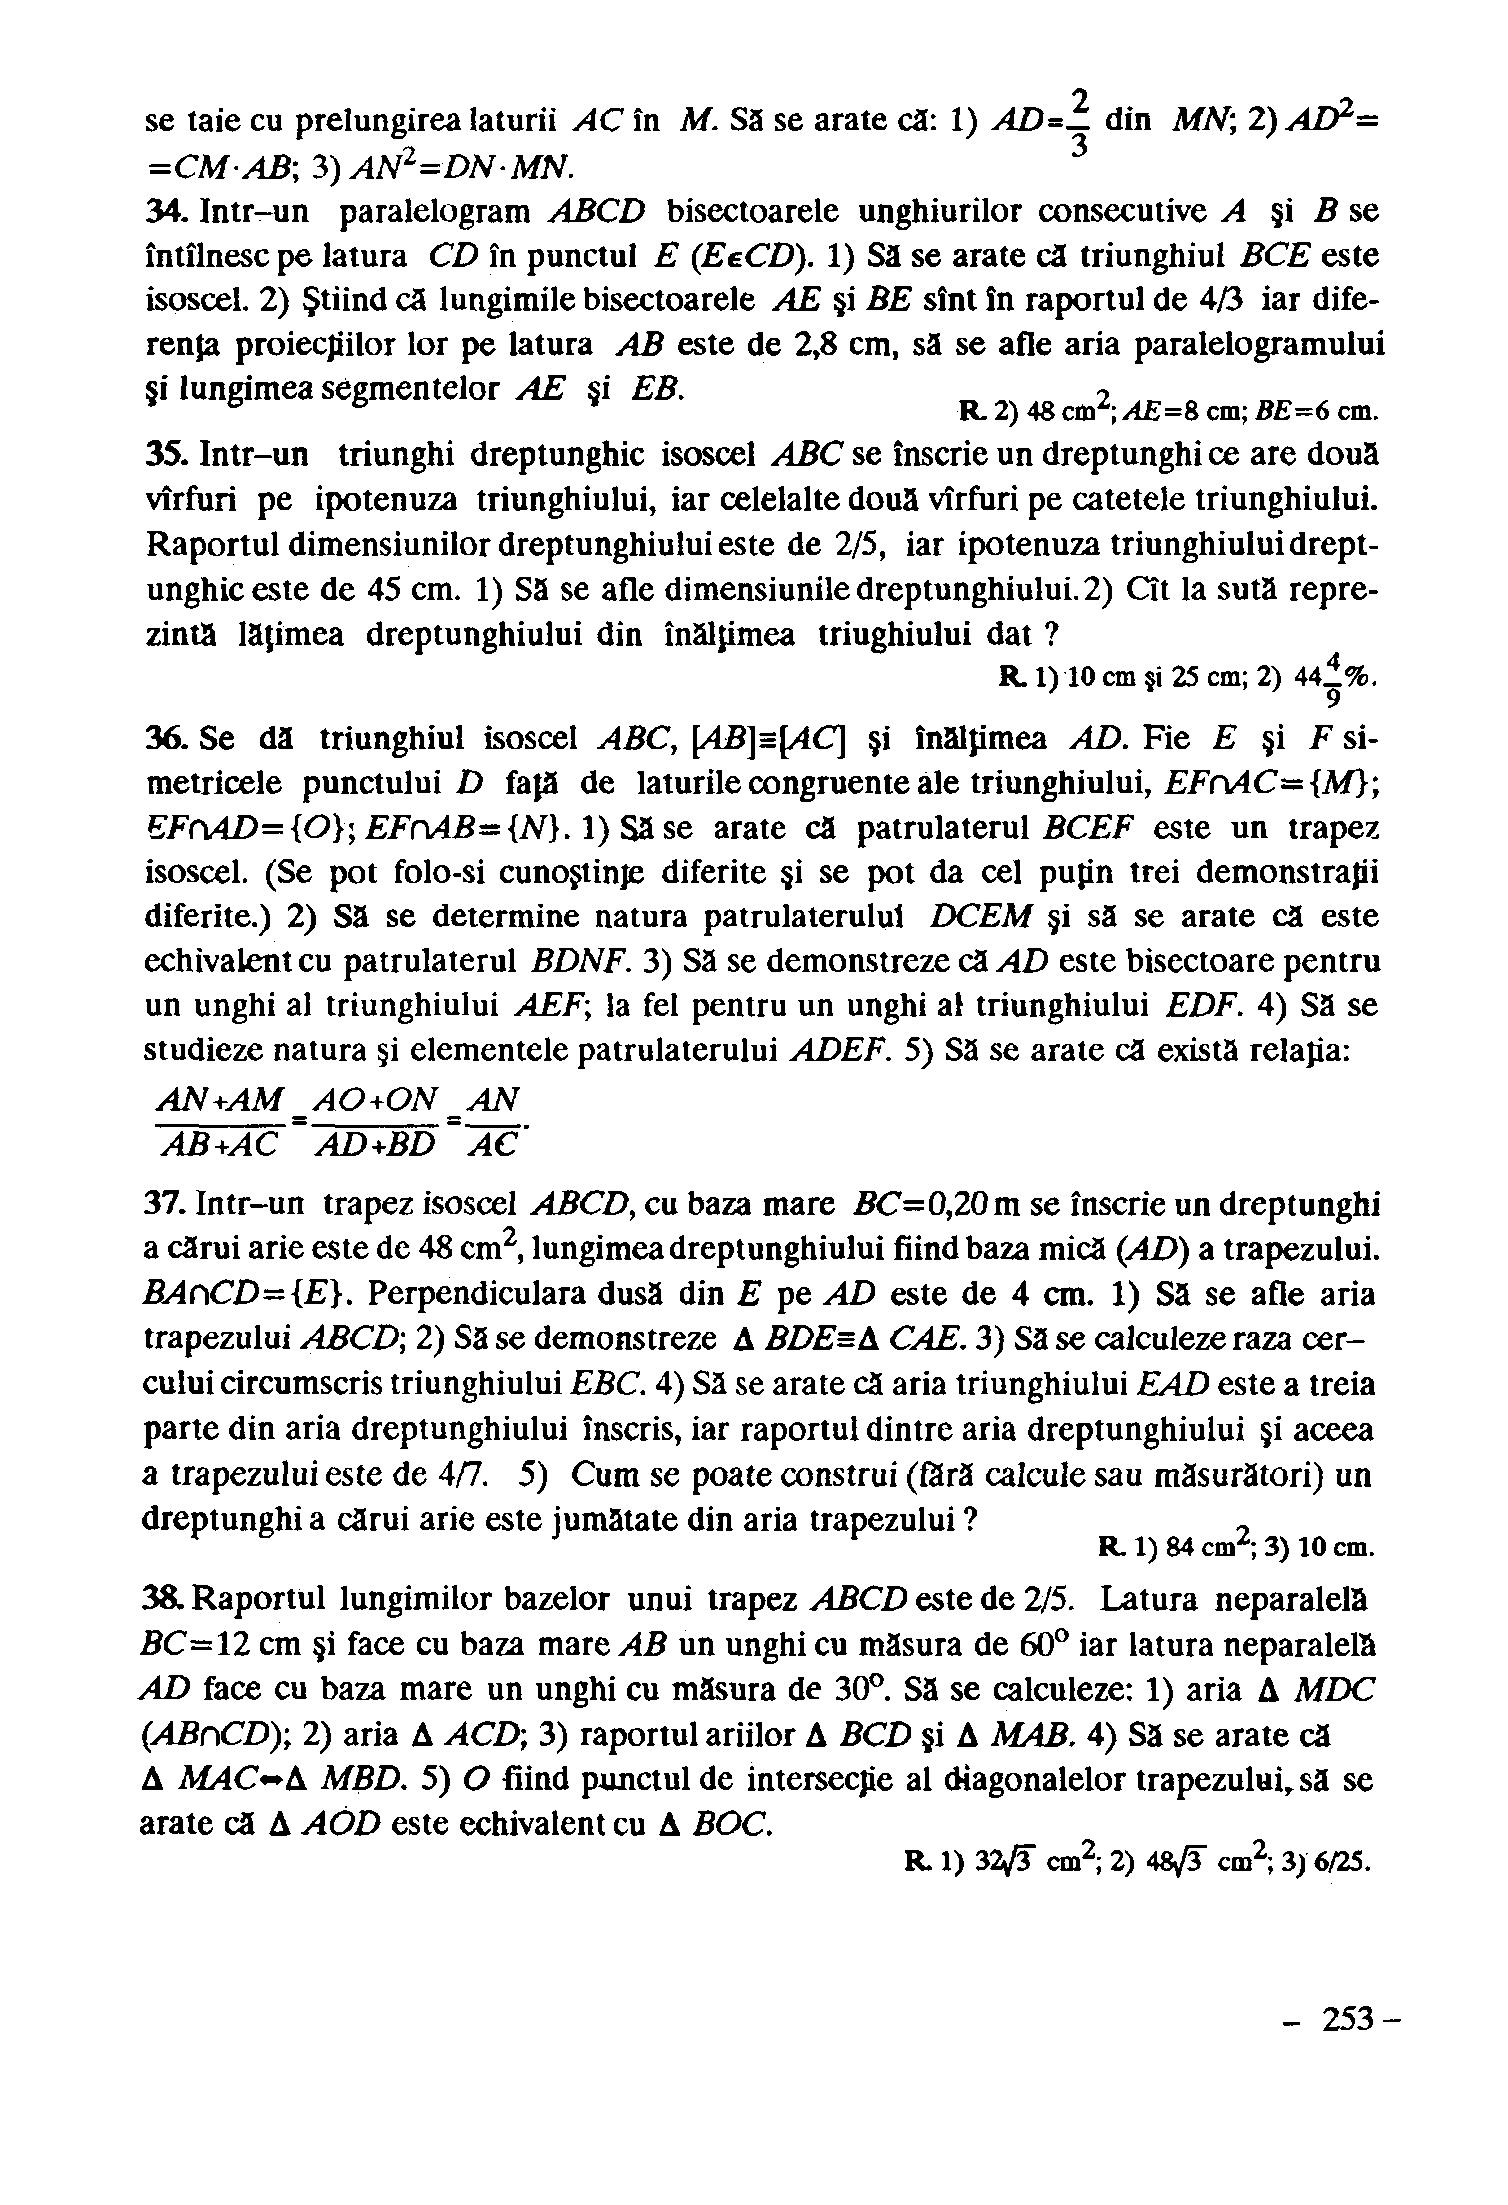 se taie cu prelungirea laturii AC în M. Să se arate că: 1) AD=2/3 din MN; 2) AD²=
=CM·AB; 3) AN²=DN·MN.
34. Intr-un paralelogram ABCD bisectoarele unghiurilor consecutive A şi B se
întîlnesc pe latura CD în punctul E (E∈CD). 1) Să se arate că triunghiul BCE este
isoscel. 2) Ştiind că lungimile bisectoarele AE şi BE sînt în raportul de 4/3 iar dife-
renţa proiecţiilor lor pe latura AB este de 2,8 cm, să se afle aria paralelogramului
şi lungimea segmentelor AE şi EB.
R. 2) 48 cm²; AE=8 cm; BE=6 cm.
35. Intr-un triunghi dreptunghic isoscel ABC se înscrie un dreptunghi ce are două
vîrfuri pe ipotenuza triunghiului, iar celelalte două vîrfuri pe catetele triunghiului.
Raportul dimensiunilor dreptunghiului este de 2/5, iar ipotenuza triunghiului drept-
unghic este de 45 cm. 1) Să se afle dimensiunile dreptunghiului. 2) Cît la sută repre-
zintă lăţimea dreptunghiului din înălţimea triughiului dat ?
R. 1) 10 cm şi 25 cm; 2) 44 4/9 %.
36. Se dă triunghiul isoscel ABC, [AB]≡[AC] şi înălţimea AD. Fie E şi F si-
metricele punctului D faţă de laturile congruente ale triunghiului, EF∩AC={M};
EF∩AD={O}; EF∩AB={N}. 1) Să se arate că patrulaterul BCEF este un trapez
isoscel. (Se pot folo-si cunoştinţe diferite şi se pot da cel puţin trei demonstraţii
diferite.) 2) Să se determine natura patrulaterului DCEM şi să se arate că este
echivalent cu patrulaterul BDNF. 3) Să se demonstreze că AD este bisectoare pentru
un unghi al triunghiului AEF; la fel pentru un unghi al triunghiului EDF. 4) Să se
studieze natura şi elementele patrulaterului ADEF. 5) Să se arate că există relaţia:
(AN+AM)/(AB+AC) = (AO+ON)/(AD+BD) = AN/AC.
37. Intr-un trapez isoscel ABCD, cu baza mare BC=0,20 m se înscrie un dreptunghi
a cărui arie este de 48 cm², lungimea dreptunghiului fiind baza mică (AD) a trapezului.
BA∩CD={E}. Perpendiculara dusă din E pe AD este de 4 cm. 1) Să se afle aria
trapezului ABCD; 2) Să se demonstreze Δ BDE≡Δ CAE. 3) Să se calculeze raza cer-
cului circumscris triunghiului EBC. 4) Să se arate că aria triunghiului EAD este a treia
parte din aria dreptunghiului înscris, iar raportul dintre aria dreptunghiului şi aceea
a trapezului este de 4/7. 5) Cum se poate construi (fără calcule sau măsurători) un
dreptunghi a cărui arie este jumătate din aria trapezului ?
R. 1) 84 cm²; 3) 10 cm.
38. Raportul lungimilor bazelor unui trapez ABCD este de 2/5. Latura neparalelă
BC=12 cm şi face cu baza mare AB un unghi cu măsura de 60° iar latura neparalelă
AD face cu baza mare un unghi cu măsura de 30°. Să se calculeze: 1) aria Δ MDC
(AB∩CD); 2) aria Δ ACD; 3) raportul ariilor Δ BCD şi Δ MAB. 4) Să se arate că
Δ MAC∾Δ MBD. 5) O fiind punctul de intersecţie al diagonalelor trapezului, să se
arate că Δ AOD este echivalent cu Δ BOC.
R. 1) 32√3 cm²; 2) 48√3 cm²; 3) 6/25.
- 253 -